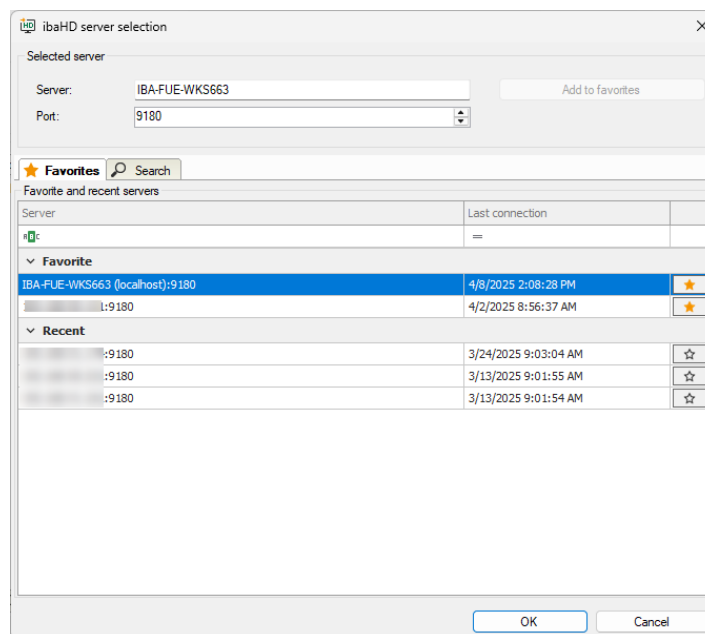 ibaHD server selection
Selected server
Server: IBA-FUE-WKS663 Add to favorites
Port: 9180
Favorites Search
Favorite and recent servers
Server Last connection
=
Favorite
IBA-FUE-WKS663 (localhost):9180 4/8/2025 2:08:28 PM
:9180 4/2/2025 8:56:37 AM
Recent
:9180 3/24/2025 9:03:04 AM
:9180 3/13/2025 9:01:55 AM
:9180 3/13/2025 9:01:54 AM
OK Cancel